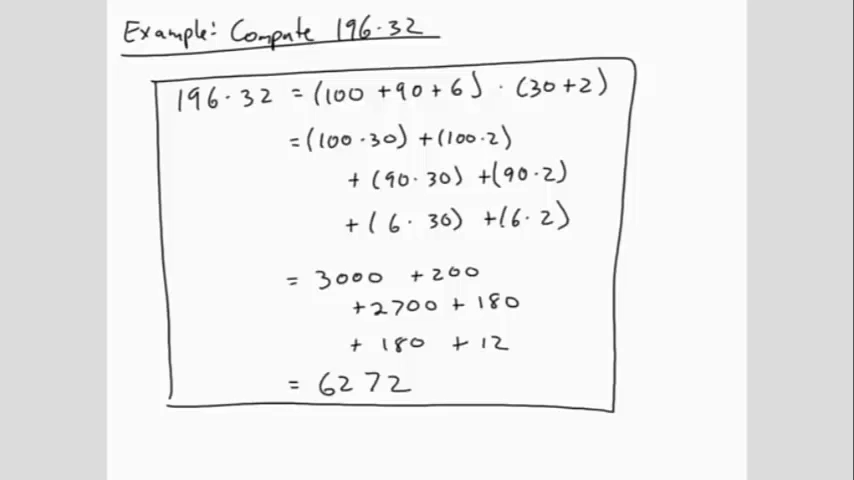 Example: Compute 196·32
196·32 = (100 + 90 + 6) · (30 + 2)
= (100·30) + (100·2)
+ (90·30) + (90·2)
+ (6·30) + (6·2)
= 3000 + 200
+ 2700 + 180
+ 180 + 12
= 6272